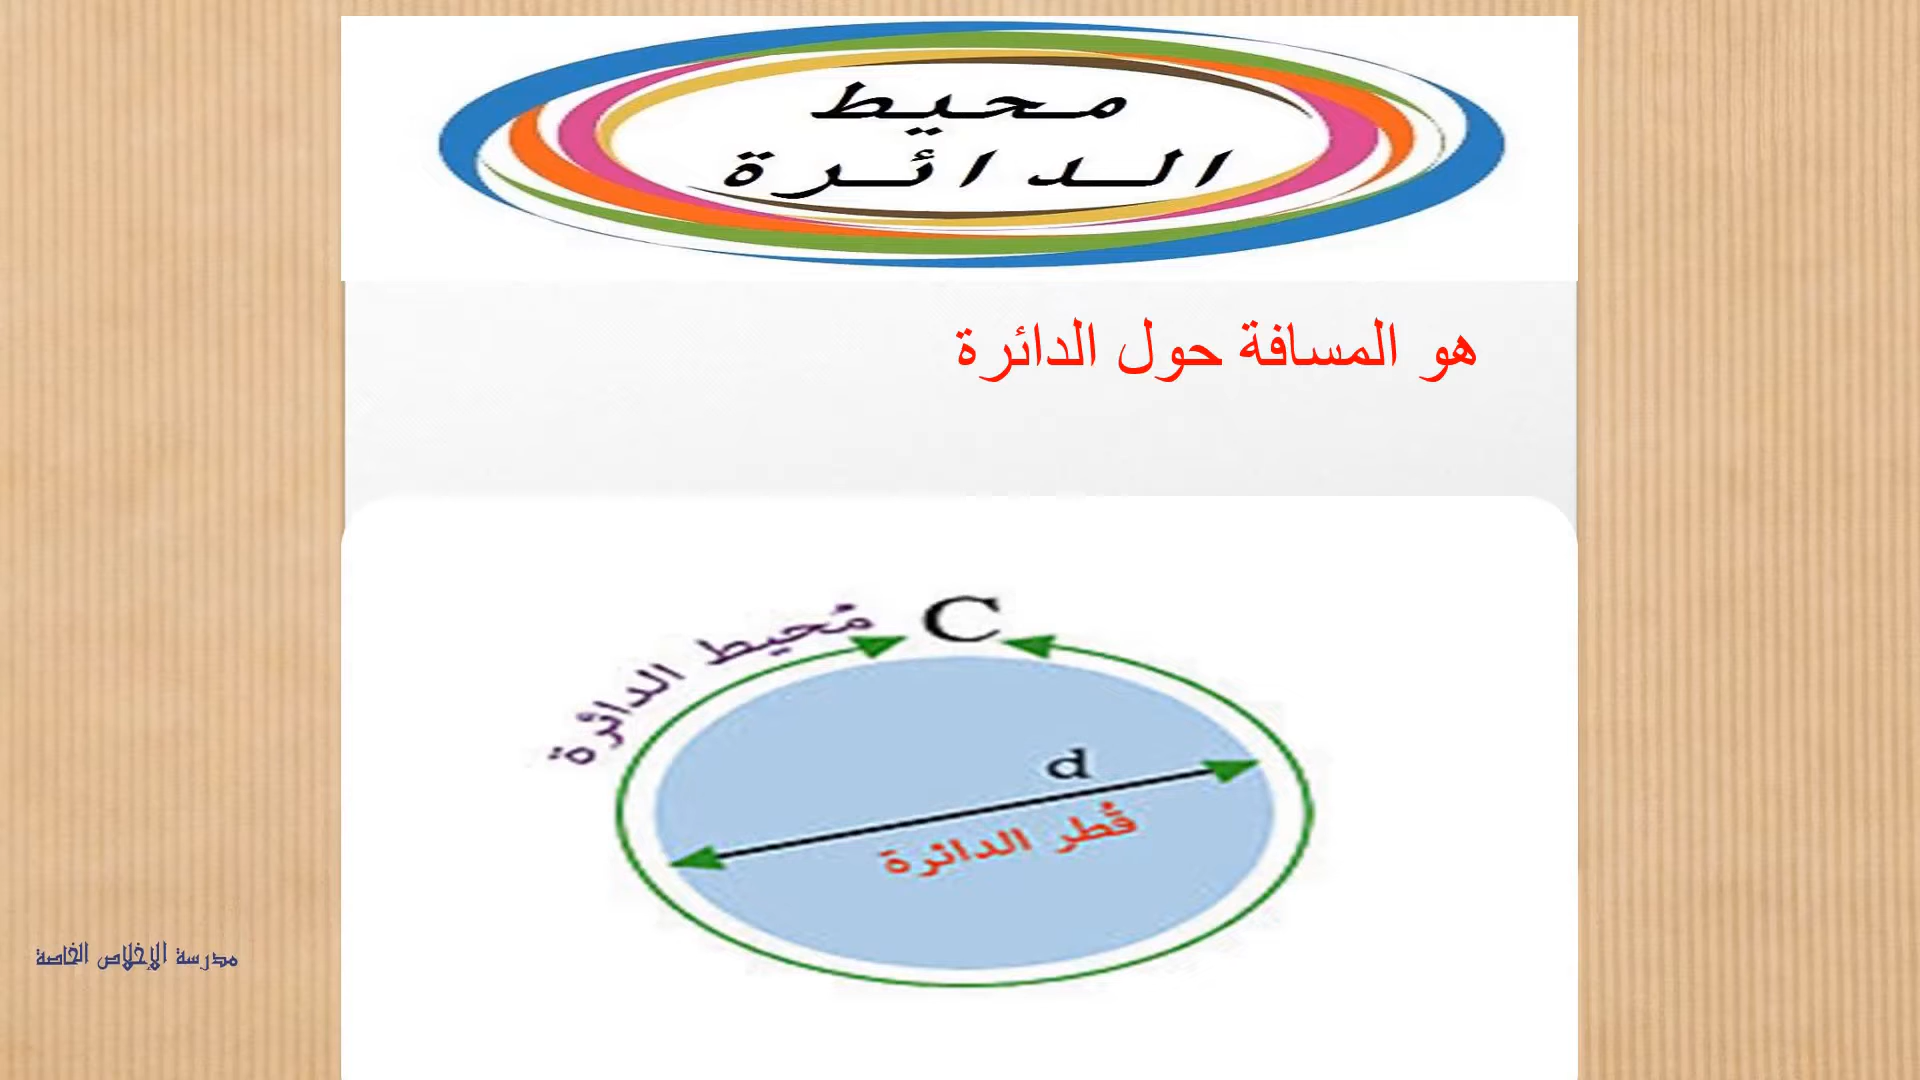 محيط
الدائرة
هو المسافة حول الدائرة
C
مُحيط الدائرة
d
قُطر الدائرة
مدرسة الإخلاص الخاصة